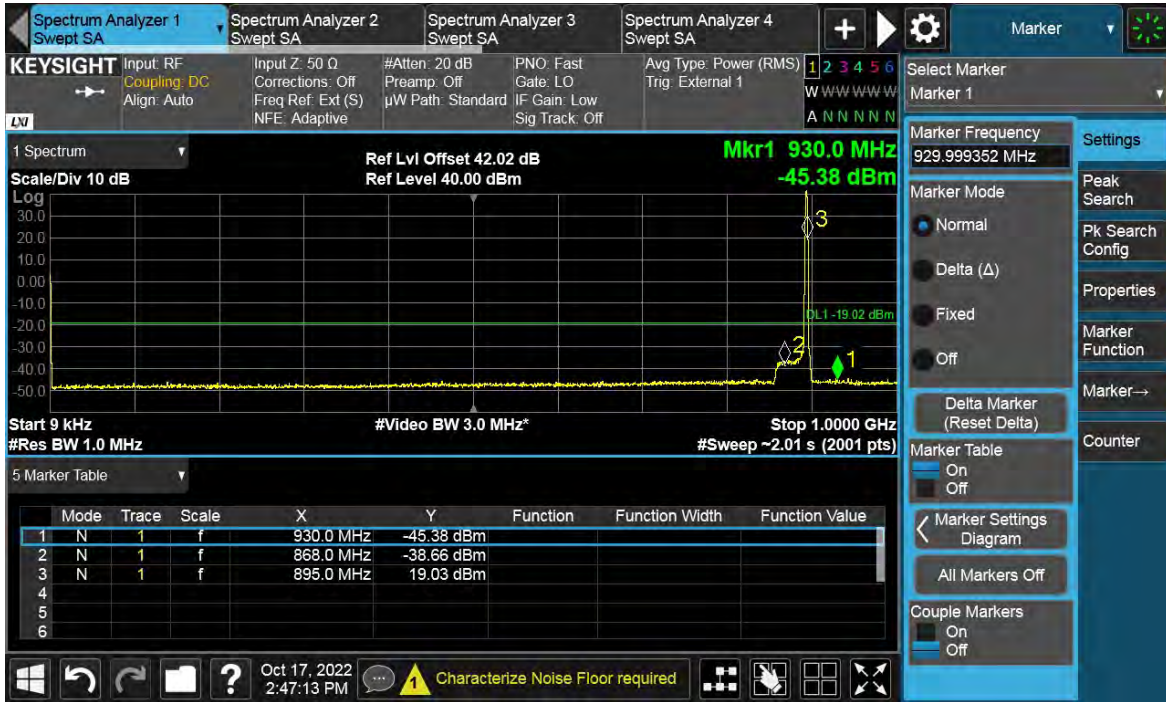 Spectrum Analyzer 1
Swept SA
Spectrum Analyzer 2
Swept SA
Spectrum Analyzer 3
Swept SA
Spectrum Analyzer 4
Swept SA
+
Marker
KEYSIGHT
LXI
Input: RF
Coupling: DC
Align: Auto
Input Z: 50 Ω
Corrections: Off
Freq Ref: Ext (S)
NFE: Adaptive
#Atten: 20 dB
Preamp: Off
µW Path: Standard
PNO: Fast
Gate: LO
IF Gain: Low
Sig Track: Off
Avg Type: Power (RMS)
Trig: External 1
1 2 3 4 5 6
W W W W W W
A N N N N N
Select Marker
Marker 1
1 Spectrum
Scale/Div 10 dB
Ref Lvl Offset 42.02 dB
Ref Level 40.00 dBm
Mkr1 930.0 MHz
-45.38 dBm
Log
30.0
20.0
10.0
0.00
-10.0
-20.0
-30.0
-40.0
-50.0
3
DL1 -19.02 dBm
2
1
Start 9 kHz
#Res BW 1.0 MHz
#Video BW 3.0 MHz*
Stop 1.0000 GHz
#Sweep ~2.01 s (2001 pts)
5 Marker Table
Mode Trace Scale X Y Function Function Width Function Value
1 N 1 f 930.0 MHz -45.38 dBm
2 N 1 f 868.0 MHz -38.66 dBm
3 N 1 f 895.0 MHz 19.03 dBm
4
5
6
Marker Frequency
929.999352 MHz
Marker Mode
Normal
Delta (Δ)
Fixed
Off
Delta Marker
(Reset Delta)
Marker Table
On
Off
Marker Settings
Diagram
All Markers Off
Couple Markers
On
Off
Settings
Peak
Search
Pk Search
Config
Properties
Marker
Function
Marker→
Counter
?
Oct 17, 2022
2:47:13 PM
1
Characterize Noise Floor required